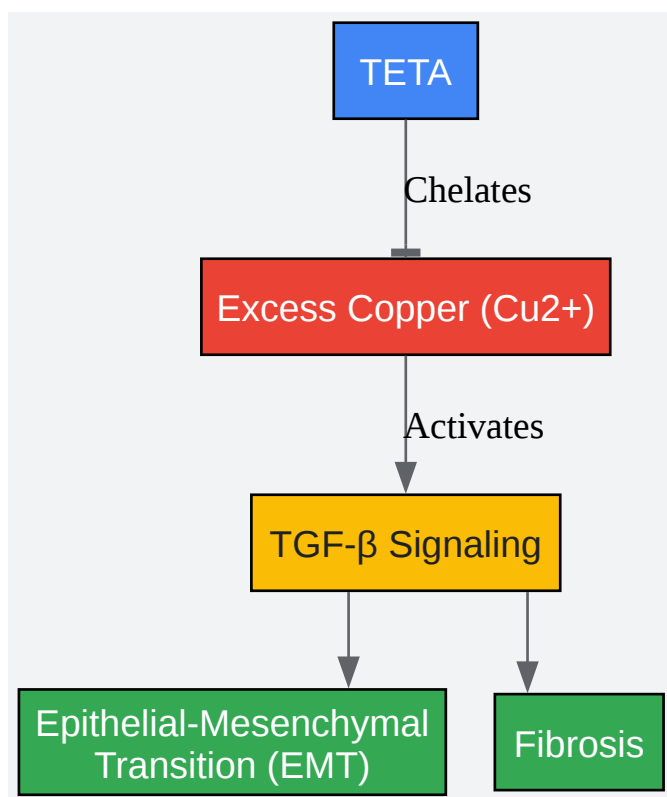 TETA
Chelates
Excess Copper (Cu2+)
Activates
TGF-β Signaling
Epithelial-Mesenchymal
Transition (EMT)
Fibrosis